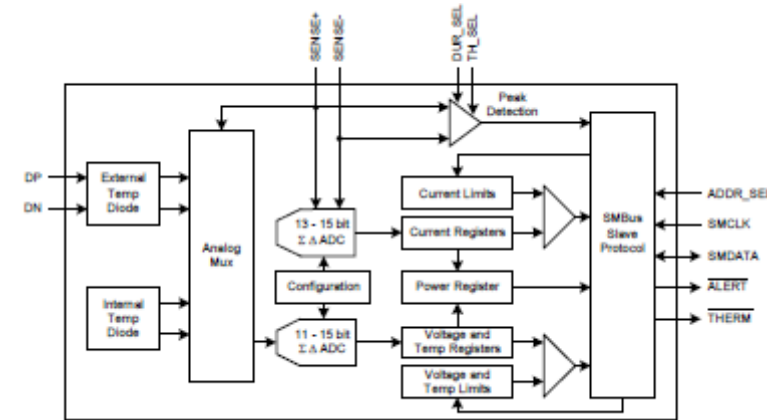 SENSE+
SENSE-
DUR_SEL
TH_SEL
Peak
Detection
DP
DN
External
Temp
Diode
Analog
Mux
Internal
Temp
Diode
13 - 15 bit
Σ Δ ADC
Configuration
11 - 15 bit
Σ Δ ADC
Current Limits
Current Registers
Power Register
Voltage and
Temp Registers
Voltage and
Temp Limits
SMBus
Slave
Protocol
ADDR_SE
SMCLK
SMDATA
ALERT
THERM